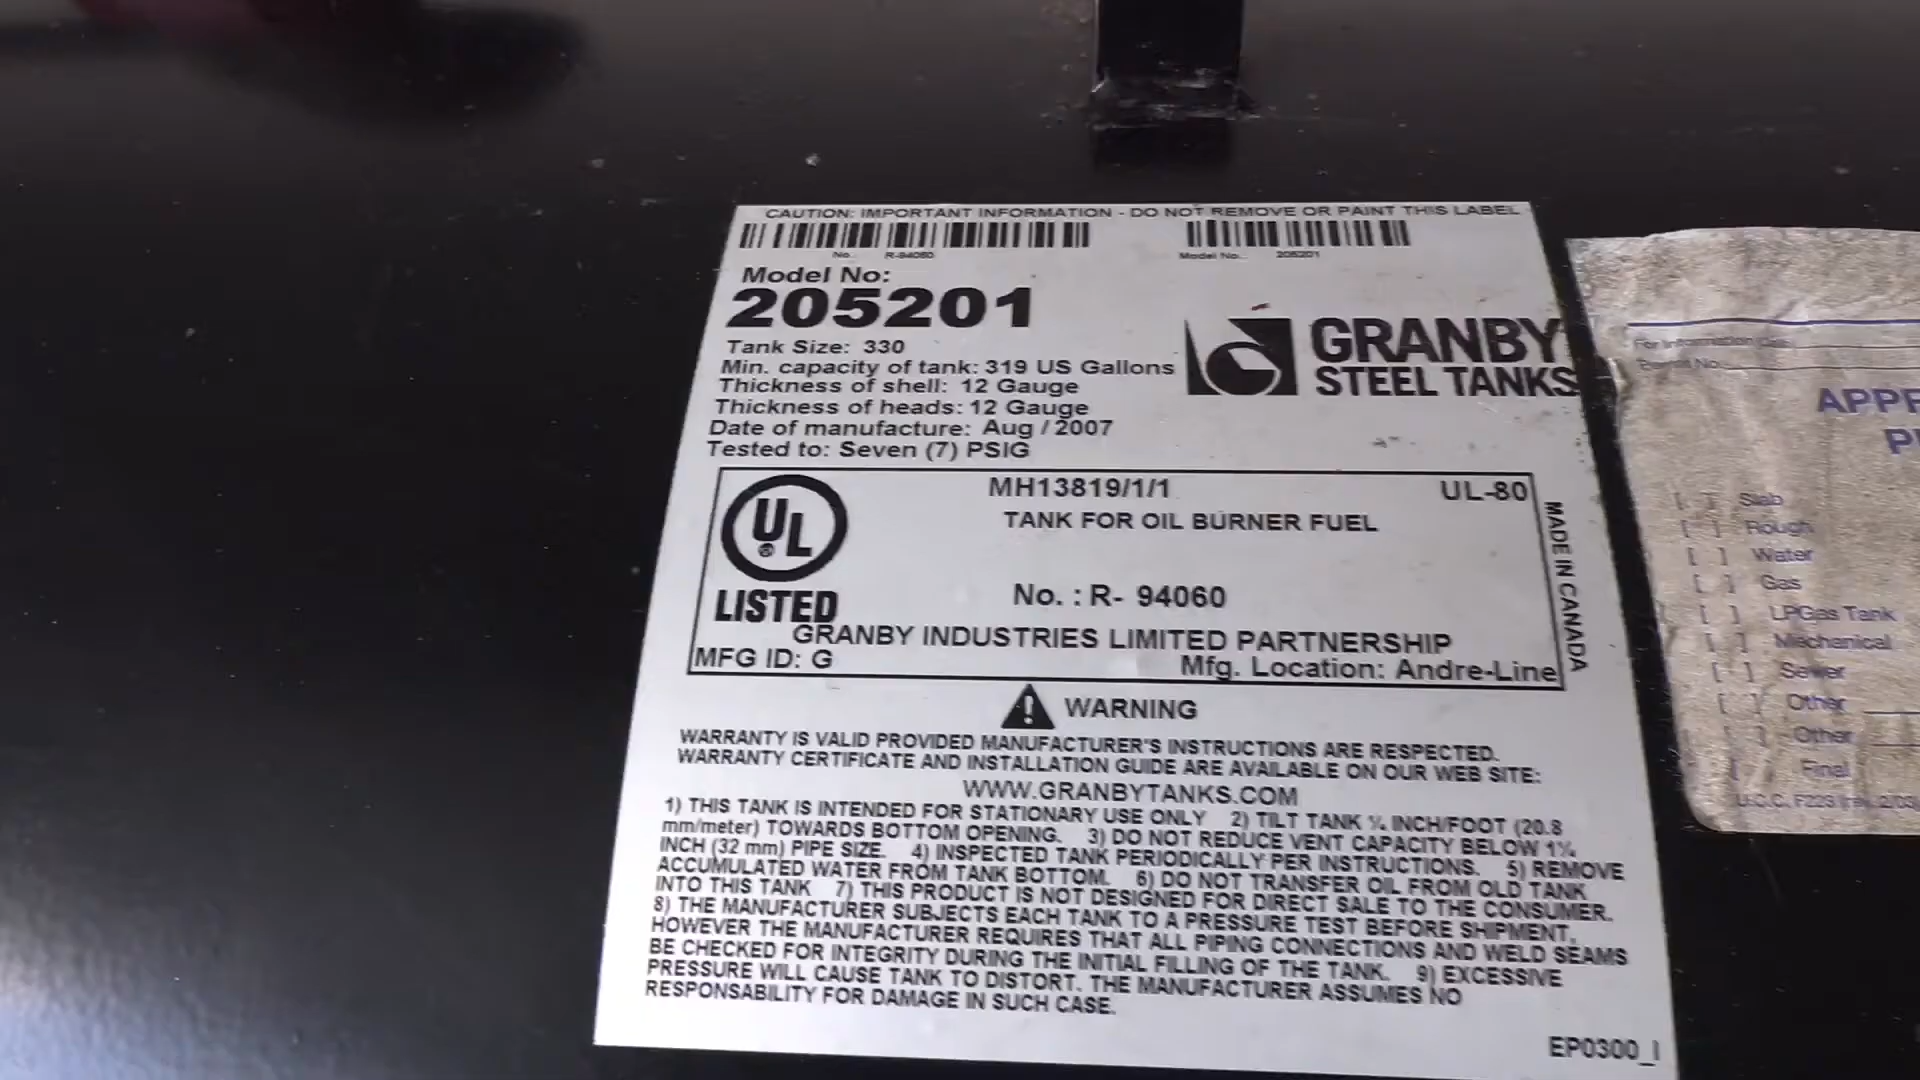 CAUTION: IMPORTANT INFORMATION - DO NOT REMOVE OR PAINT THIS LABEL
No. R-94060
Model No. 205201
Model No:
205201
Tank Size: 330
Min. capacity of tank: 319 US Gallons
Thickness of shell: 12 Gauge
Thickness of heads: 12 Gauge
Date of manufacture: Aug / 2007
Tested to: Seven (7) PSIG
GRANBY
STEEL TANKS
UL ®
LISTED
MH13819/1/1
UL-80
TANK FOR OIL BURNER FUEL
No. : R- 94060
GRANBY INDUSTRIES LIMITED PARTNERSHIP
MFG ID: G
Mfg. Location: Andre-Line
MADE IN CANADA
WARNING
WARRANTY IS VALID PROVIDED MANUFACTURER'S INSTRUCTIONS ARE RESPECTED.
WARRANTY CERTIFICATE AND INSTALLATION GUIDE ARE AVAILABLE ON OUR WEB SITE:
WWW.GRANBYTANKS.COM
1) THIS TANK IS INTENDED FOR STATIONARY USE ONLY 2) TILT TANK ¼ INCH/FOOT (20.8
mm/meter) TOWARDS BOTTOM OPENING. 3) DO NOT REDUCE VENT CAPACITY BELOW 1¼
INCH (32 mm) PIPE SIZE. 4) INSPECTED TANK PERIODICALLY PER INSTRUCTIONS. 5) REMOVE
ACCUMULATED WATER FROM TANK BOTTOM. 6) DO NOT TRANSFER OIL FROM OLD TANK
INTO THIS TANK 7) THIS PRODUCT IS NOT DESIGNED FOR DIRECT SALE TO THE CONSUMER.
8) THE MANUFACTURER SUBJECTS EACH TANK TO A PRESSURE TEST BEFORE SHIPMENT,
HOWEVER THE MANUFACTURER REQUIRES THAT ALL PIPING CONNECTIONS AND WELD SEAMS
BE CHECKED FOR INTEGRITY DURING THE INITIAL FILLING OF THE TANK. 9) EXCESSIVE
PRESSURE WILL CAUSE TANK TO DISTORT. THE MANUFACTURER ASSUMES NO
RESPONSABILITY FOR DAMAGE IN SUCH CASE.
EP0300_I
For Information Call
Permit No.
APPR
[ ] Slab
[ ] Rough
[ ] Water
[ ] Gas
[ ] LPGas Tank
[ ] Mechanical
[ ] Sewer
[ ] Other
[ ] Other
[ ] Final
U.C.C. F223